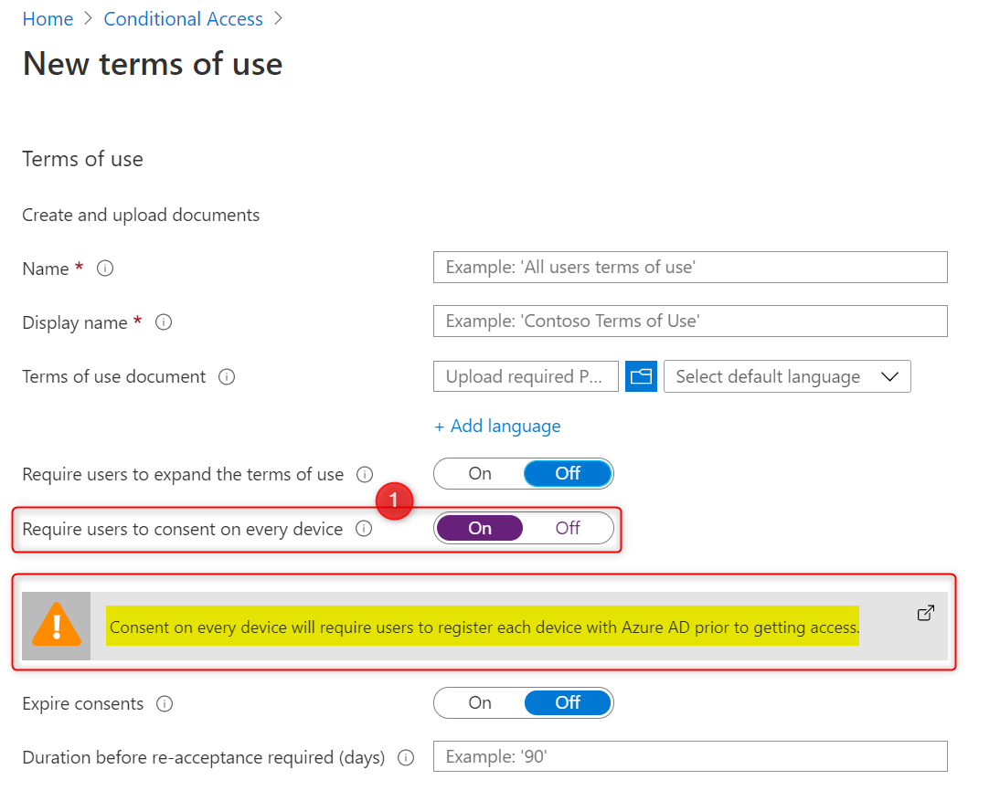 Home > Conditional Access >
New terms of use
Terms of use
Create and upload documents
Name *
Example: 'All users terms of use'
Display name *
Example: 'Contoso Terms of Use'
Terms of use document
Upload required P... Select default language
+ Add language
Require users to expand the terms of use
On Off
1
Require users to consent on every device
On Off
Consent on every device will require users to register each device with Azure AD prior to getting access.
Expire consents
On Off
Duration before re-acceptance required (days)
Example: '90'